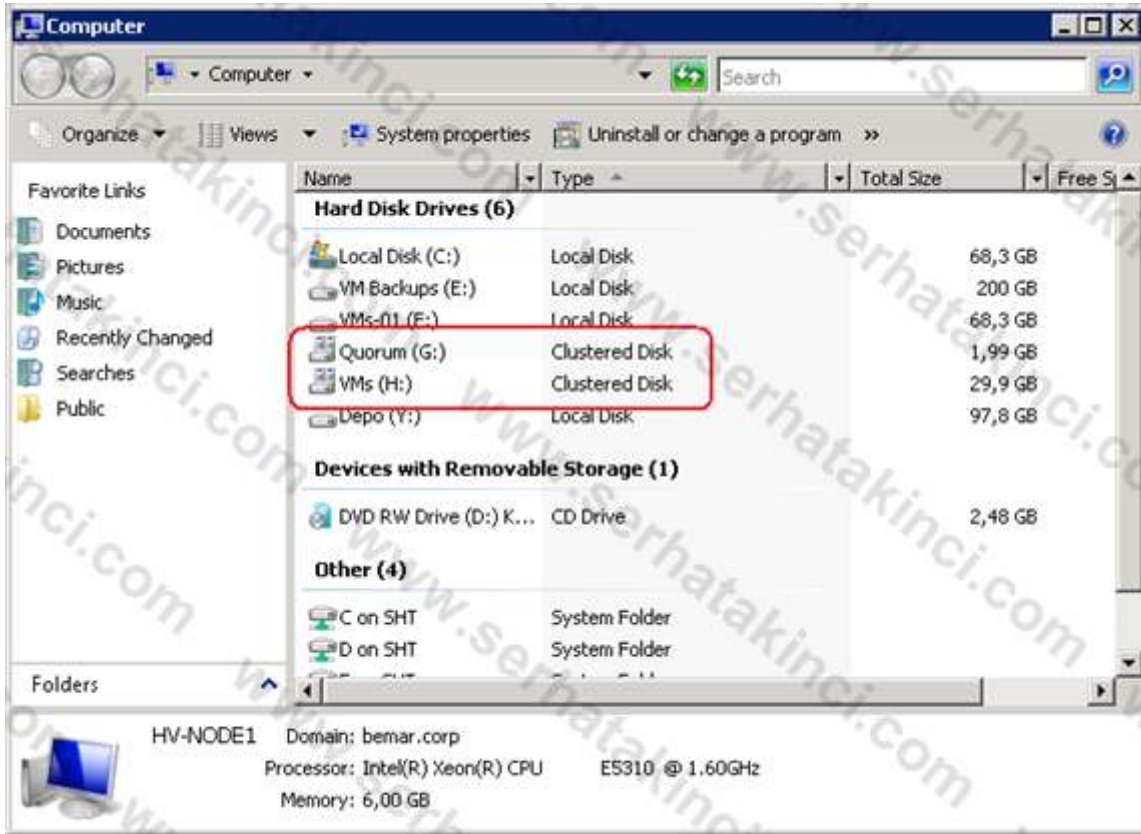 Computer
Computer
Search
Organize Views System properties Uninstall or change a program »
Favorite Links
Documents
Pictures
Music
Recently Changed
Searches
Public
Folders
Name Type Total Size Free
Hard Disk Drives (6)
Local Disk (C:) Local Disk 68,3 GB
VM Backups (E:) Local Disk 200 GB
VMs-01 (F:) Local Disk 68,3 GB
Quorum (G:) Clustered Disk 1,99 GB
VMs (H:) Clustered Disk 29,9 GB
Depo (Y:) Local Disk 97,8 GB
Devices with Removable Storage (1)
DVD RW Drive (D:) K... CD Drive 2,48 GB
Other (4)
C on SHT System Folder
D on SHT System Folder
HV-NODE1 Domain: bemar.corp
Processor: Intel(R) Xeon(R) CPU E5310 @ 1.60GHz
Memory: 6,00 GB
www.serhatakinci.com